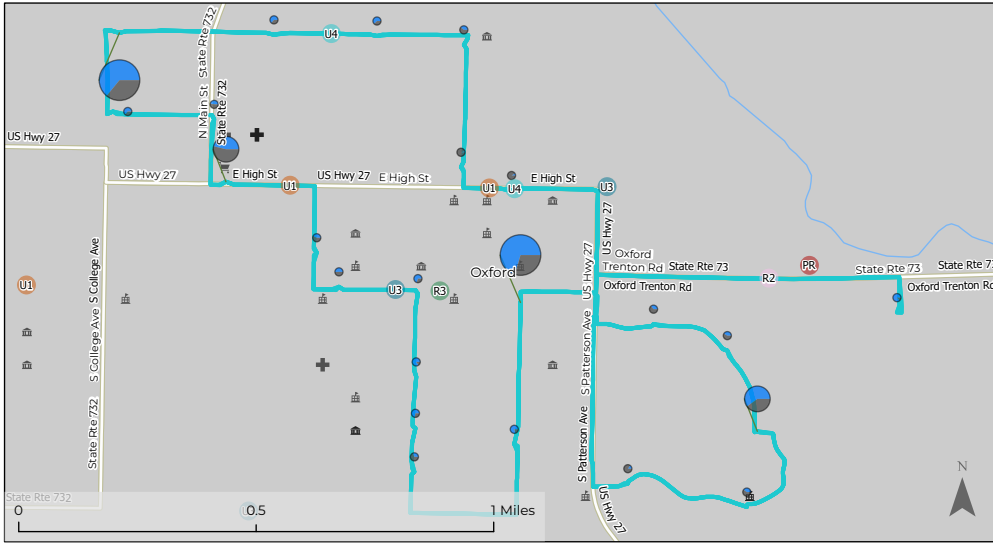 State Rte 732
N Main St
State Rte 732
U4
US Hwy 27
US Hwy 27
E High St
U1
US Hwy 27
E High St
U1
U4
E High St
U3
US Hwy 27
US Hwy 27
Oxford
Trenton Rd
State Rte 73
PR
R2
State Rte 73
State Rte 73
Oxford Trenton Rd
Oxford Trenton Rd
Oxford
U1
S College Ave
S College Ave
State Rte 732
U3
R3
S Patterson Ave
S Patterson Ave
US Hwy 27
State Rte 732
N
0
0.5
1 Miles